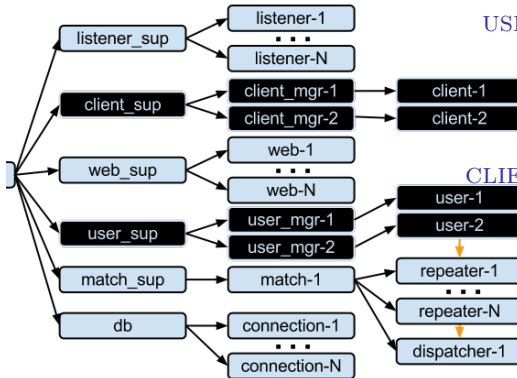 listener-1
USI
listener_sup
. . .
listener-N
client_mgr-1
client-1
client_sup
client_mgr-2
client-2
web-1
web_sup
. . .
web-N
CLIE
user-1
user_mgr-1
user-2
user_sup
user_mgr-2
repeater-1
match_sup
match-1
. . .
repeater-N
db
connection-1
. . .
dispatcher-1
connection-N